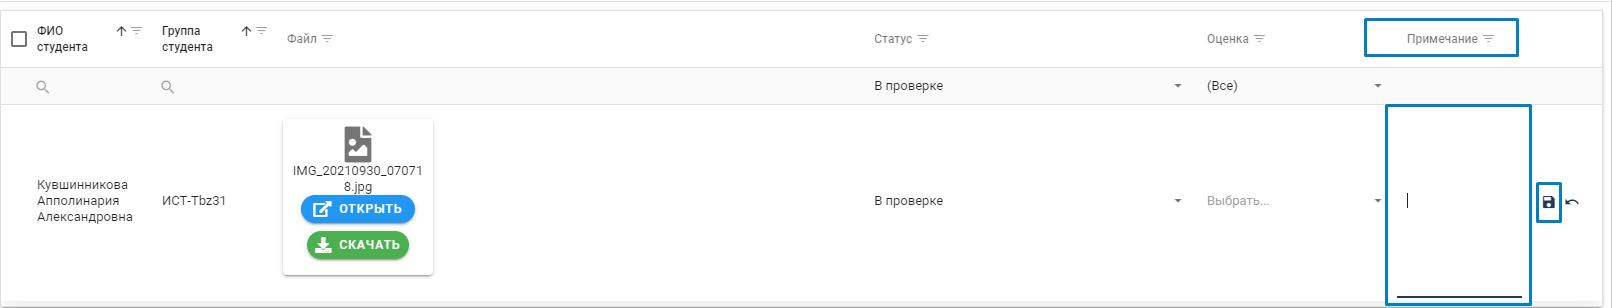 ФИО
студента
Группа
студента
Файл
Статус
Оценка
Примечание
В проверке
(Все)
Кувшинникова
Апполинария
Александровна
ИСТ-Tbz31
IMG_20210930_07071
8.jpg
ОТКРЫТЬ
СКАЧАТЬ
В проверке
Выбрать...